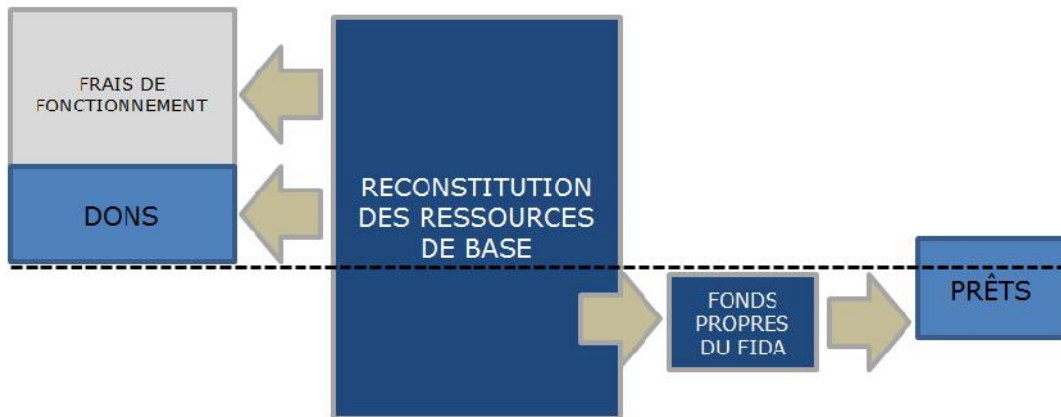 FRAIS DE
FONCTIONNEMENT
DONS
RECONSTITUTION
DES RESSOURCES
DE BASE
FONDS
PROPRES
DU FIDA
PRÊTS